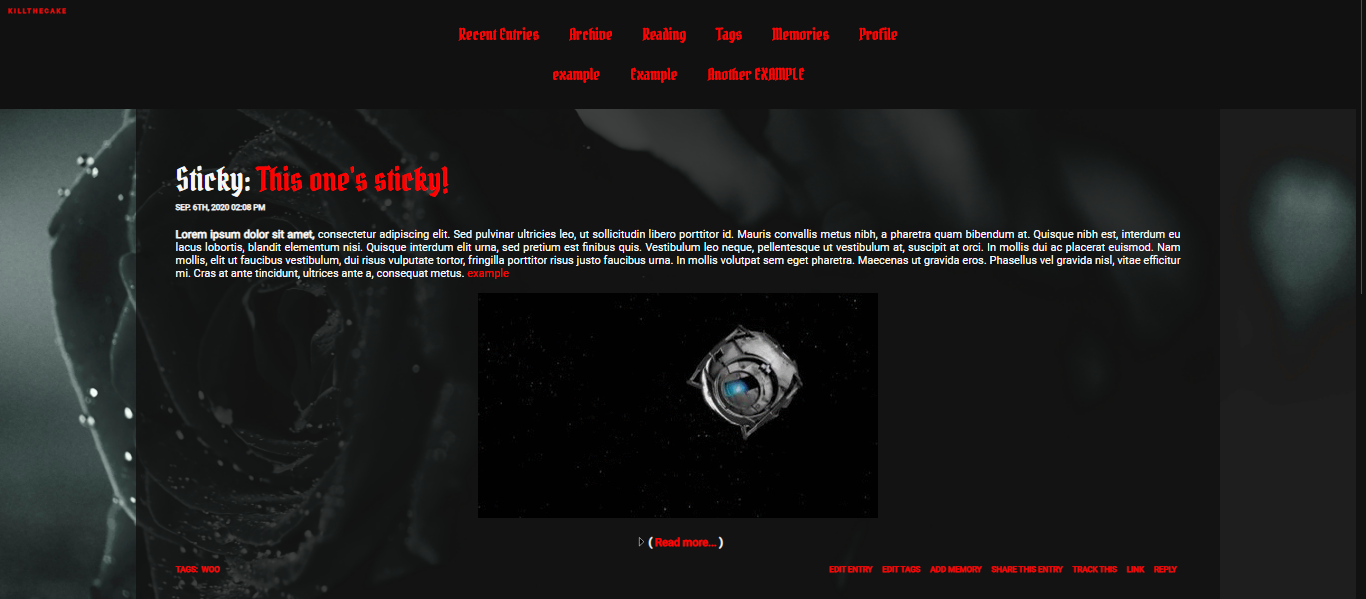 KILLTHECAKE
Recent Entries Archive Reading Tags Memories Profile
example Example Another EXAMPLE
Sticky: This one's sticky!
SEP. 6TH, 2020 02:08 PM
Lorem ipsum dolor sit amet, consectetur adipiscing elit. Sed pulvinar ultricies leo, ut sollicitudin libero porttitor id. Mauris convallis metus nibh, a pharetra quam bibendum at. Quisque nibh est, interdum eu
lacus lobortis, blandit elementum nisi. Quisque interdum elit urna, sed pretium est finibus quis. Vestibulum leo neque, pellentesque ut vestibulum at, suscipit at orci. In mollis dui ac placerat euismod. Nam
mollis, elit ut faucibus vestibulum, dui risus vulputate tortor, fringilla porttitor risus justo faucibus urna. In mollis volutpat sem eget pharetra. Maecenas ut gravida eros. Phasellus vel gravida nisl, vitae efficitur
mi. Cras at ante tincidunt, ultrices ante a, consequat metus. example
( Read more... )
TAGS: WOO
EDIT ENTRY EDIT TAGS ADD MEMORY SHARE THIS ENTRY TRACK THIS LINK REPLY